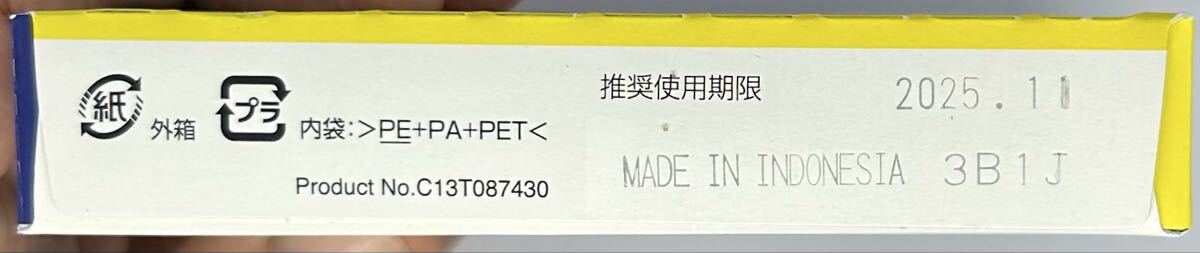 紙 外箱 プラ 内袋:>PE+PA+PET<
Product No.C13T087430
推奨使用期限 2025.11
MADE IN INDONESIA 3B1J